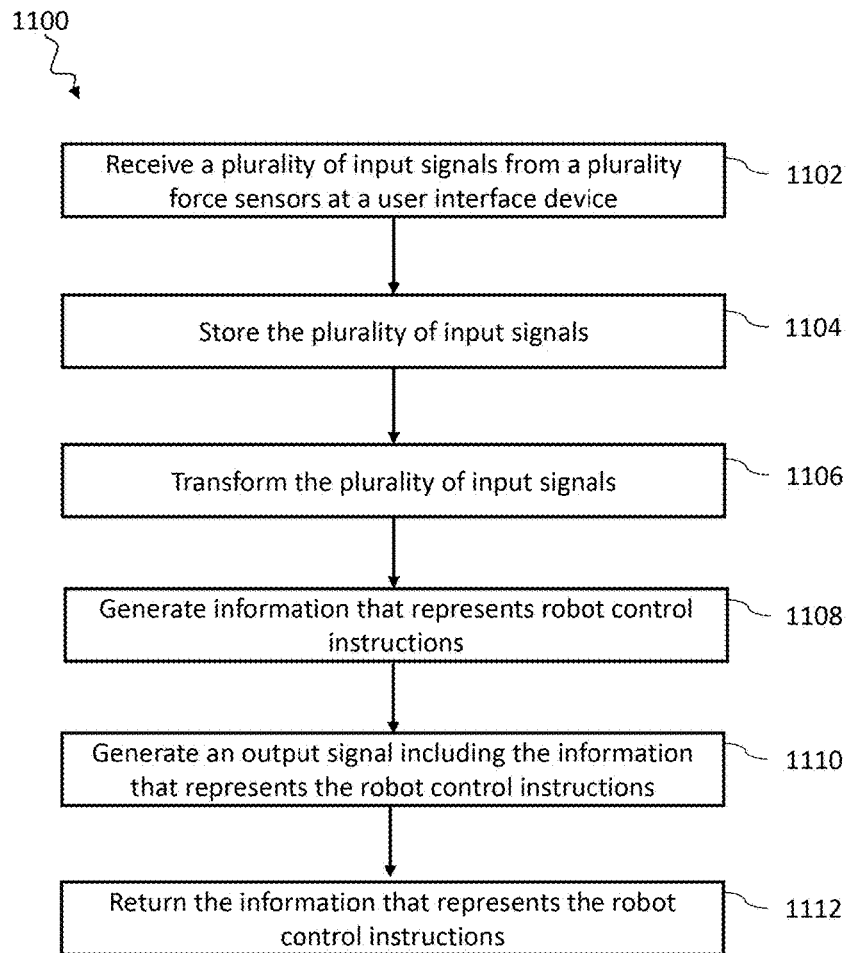 1100
Receive a plurality of input signals from a plurality
force sensors at a user interface device
1102
Store the plurality of input signals
1104
Transform the plurality of input signals
1106
Generate information that represents robot control
instructions
1108
Generate an output signal including the information
that represents the robot control instructions
1110
Return the information that represents the robot
control instructions
1112